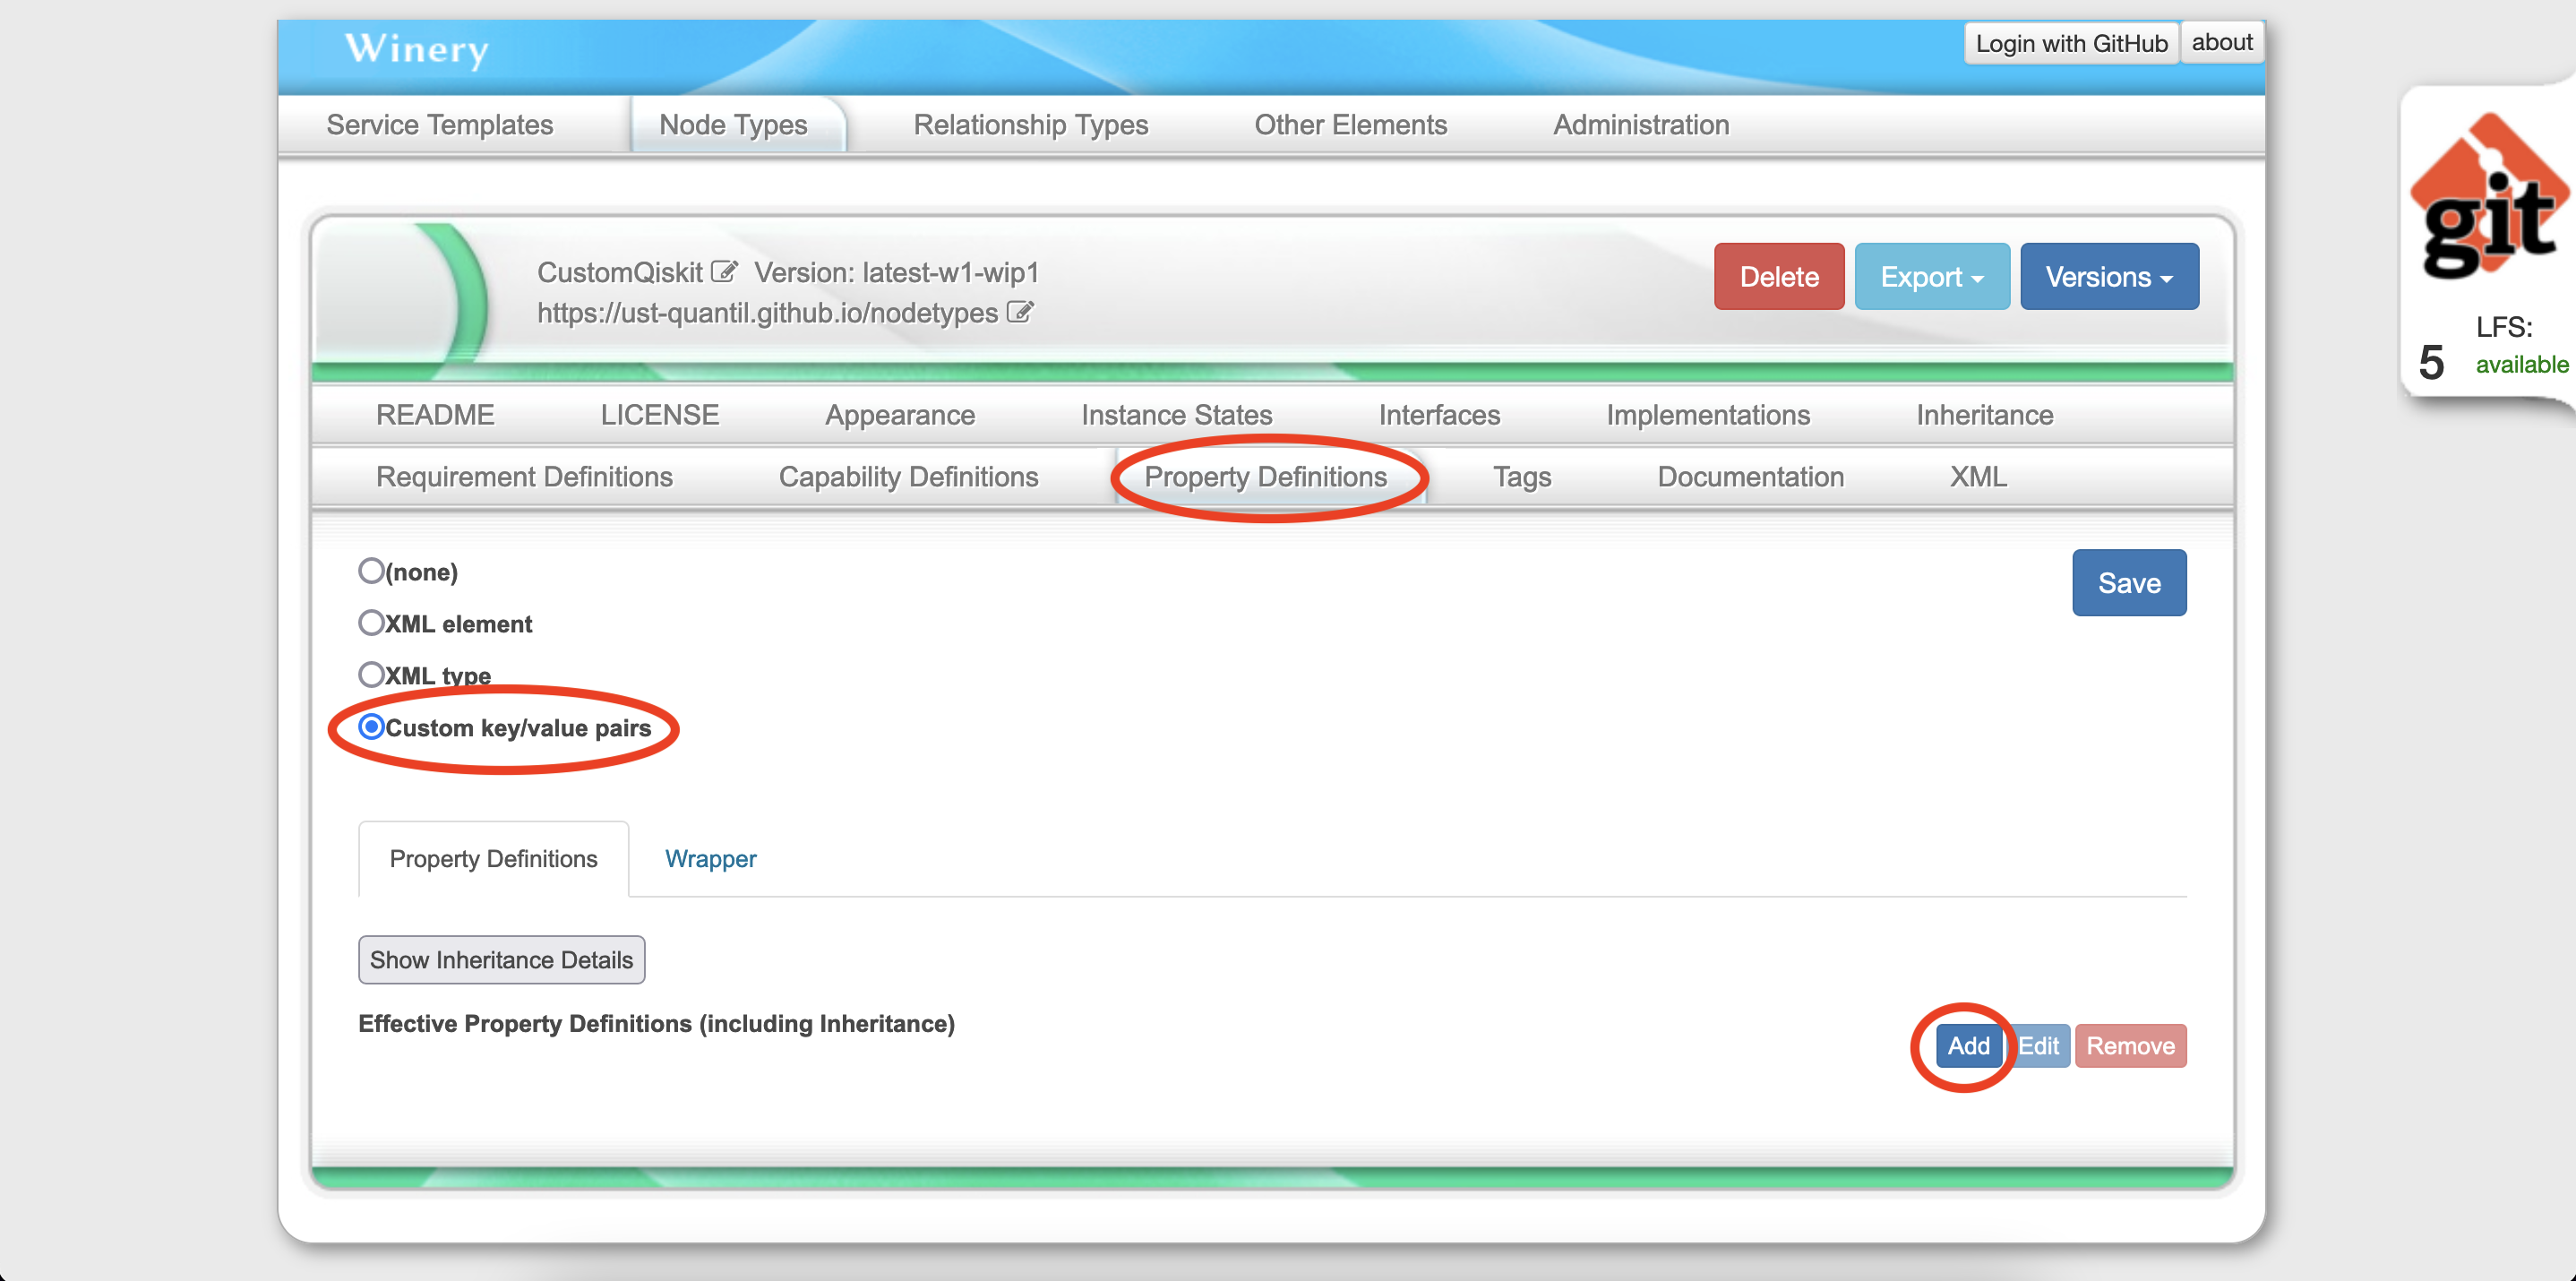 Winery
Login with GitHub about
Service Templates Node Types Relationship Types Other Elements Administration
git
CustomQiskit Version: latest-w1-wip1
https://ust-quantil.github.io/nodetypes
Delete Export Versions
LFS:
5 available
README LICENSE Appearance Instance States Interfaces Implementations Inheritance
Requirement Definitions Capability Definitions Property Definitions Tags Documentation XML
(none)
Save
XML element
XML type
Custom key/value pairs
Property Definitions Wrapper
Show Inheritance Details
Effective Property Definitions (including Inheritance)
Add Edit Remove